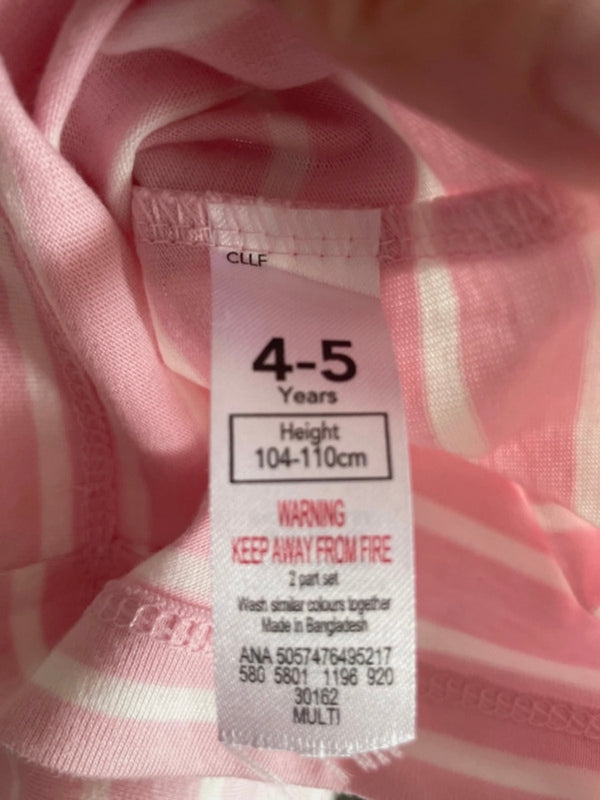 CLLF
4-5
Years
Height
104-110cm
WARNING
KEEP AWAY FROM FIRE
2 part set
Wash similar colours together
Made in Bangladesh
ANA 5057476495217
580 5801 1196 920
30162
MULTI